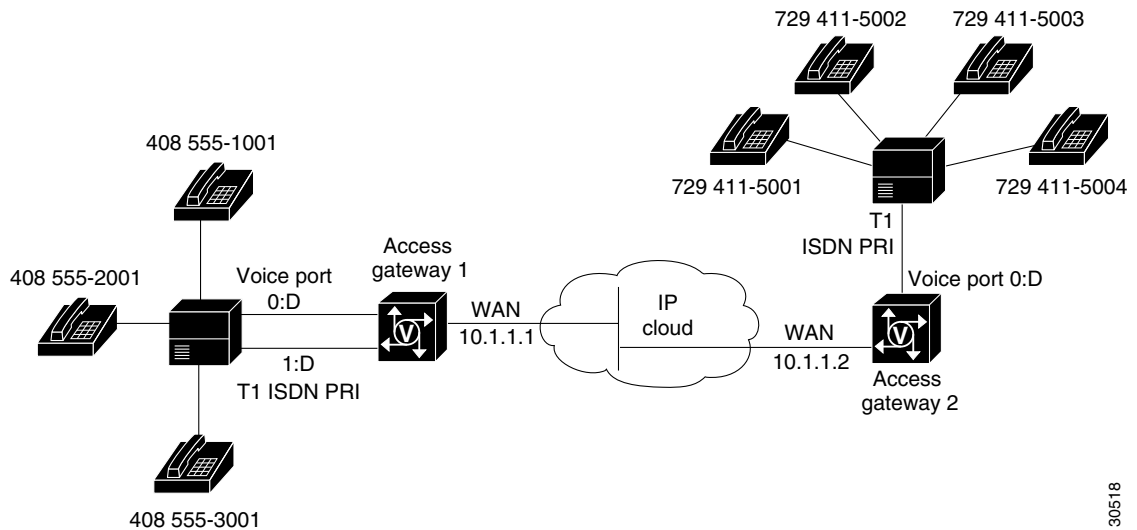 729 411-5002
729 411-5003
408 555-1001
729 411-5001
729 411-5004
T1
ISDN PRI
408 555-2001
Voice port
0:D
Access
gateway 1
WAN
10.1.1.1
IP
cloud
Voice port 0:D
WAN
10.1.1.2
1:D
T1 ISDN PRI
V
V
Access
gateway 2
408 555-3001
30518